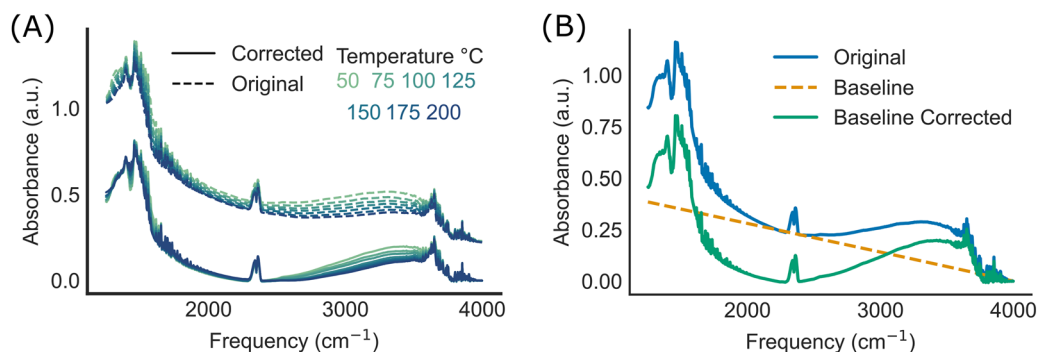 (A)
Corrected
Original
Temperature °C
50 75 100 125
150 175 200
Absorbance (a.u.)
1.0
0.5
0.0
2000 3000 4000
Frequency (cm⁻¹)
(B)
Original
Baseline
Baseline Corrected
Absorbance (a.u.)
1.00
0.75
0.50
0.25
0.00
2000 3000 4000
Frequency (cm⁻¹)